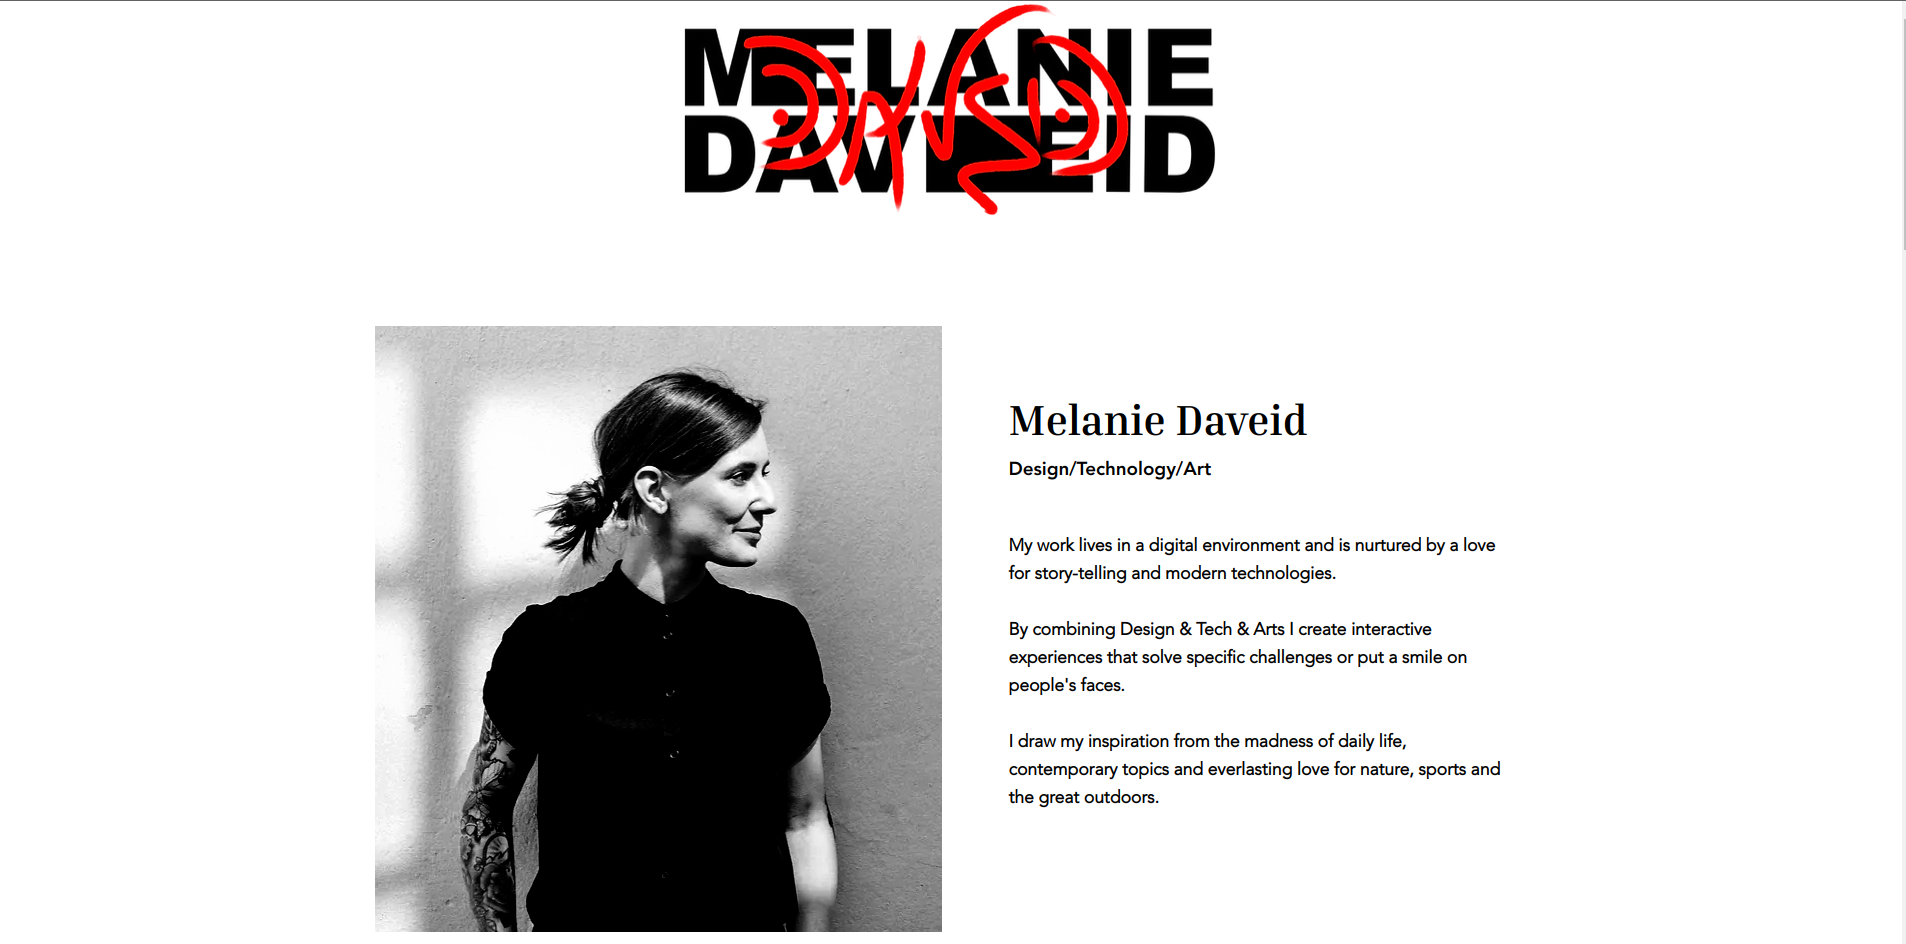 MELANIE
DAVEID
DAVEID
Melanie Daveid
Design/Technology/Art
My work lives in a digital environment and is nurtured by a love
for story-telling and modern technologies.
By combining Design & Tech & Arts I create interactive
experiences that solve specific challenges or put a smile on
people's faces.
I draw my inspiration from the madness of daily life,
contemporary topics and everlasting love for nature, sports and
the great outdoors.